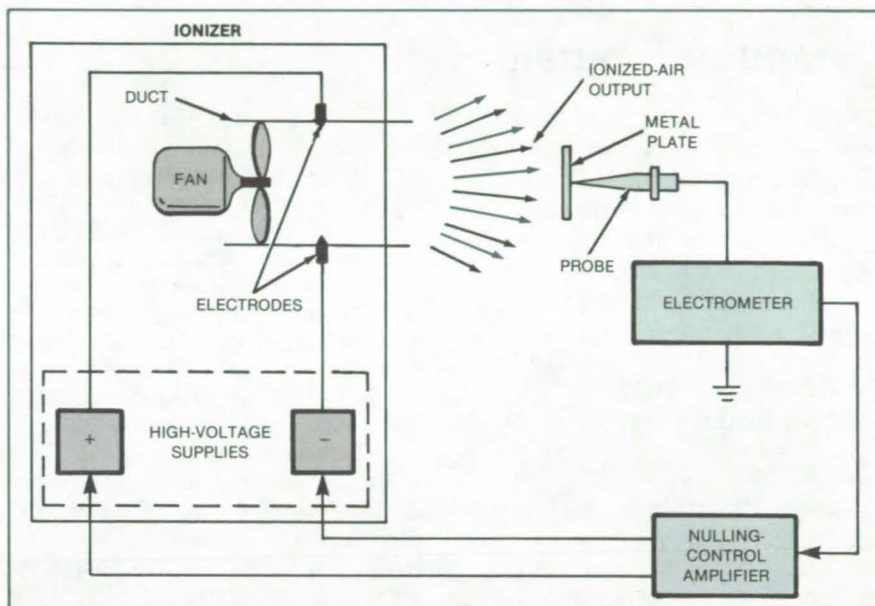 IONIZER
DUCT
FAN
ELECTRODES
IONIZED-AIR
OUTPUT
METAL
PLATE
PROBE
ELECTROMETER
+
HIGH-VOLTAGE
SUPPLIES
−
NULLING-
CONTROL
AMPLIFIER